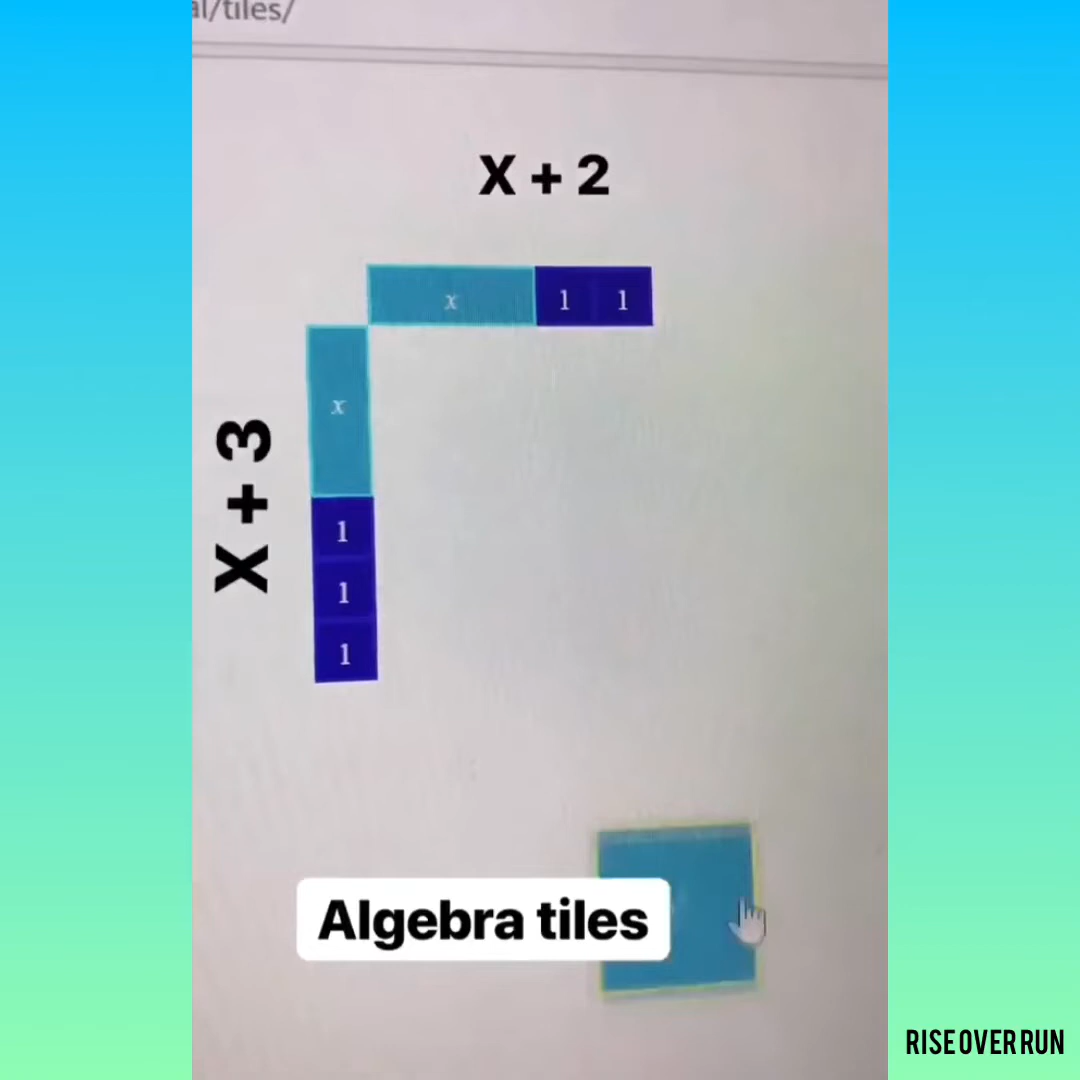 al/tiles/
X + 2
x 1 1
x
X + 3
1
1
1
Algebra tiles
RISE OVER RUN